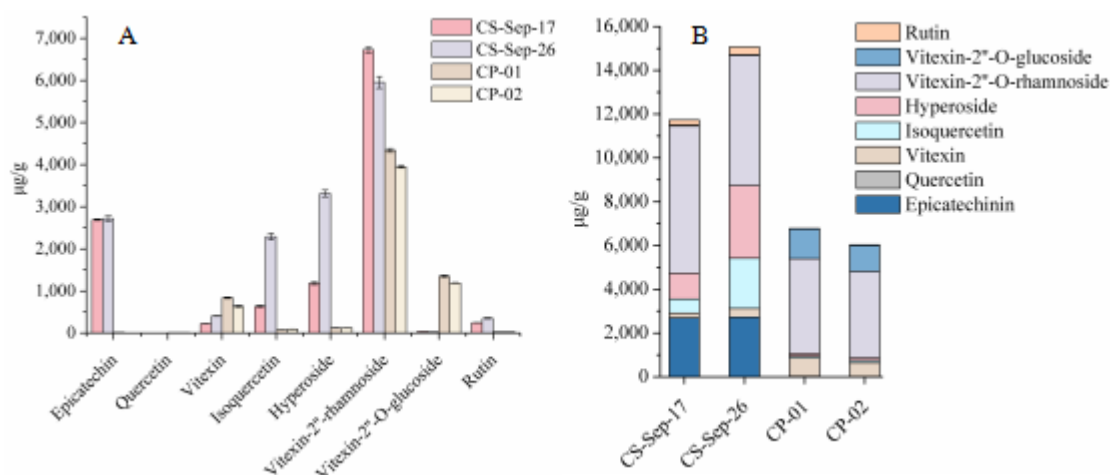 A
CS-Sep-17
CS-Sep-26
CP-01
CP-02
7,000
6,000
5,000
4,000
3,000
2,000
1,000
0
µg/g
Epicatechin
Quercetin
Vitexin
Isoquercetin
Hyperoside
Vitexin-2"-rhamnoside
Vitexin-2"-O-glucoside
Rutin
B
16,000
14,000
12,000
10,000
8,000
6,000
4,000
2,000
0
µg/g
Rutin
Vitexin-2"-O-glucoside
Vitexin-2"-O-rhamnoside
Hyperoside
Isoquercetin
Vitexin
Quercetin
Epicatechinin
CS-Sep-17
CS-Sep-26
CP-01
CP-02